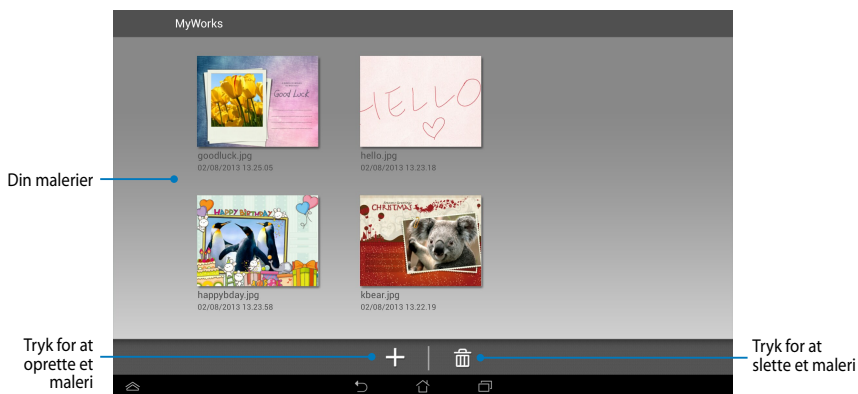 MyWorks
Good Luck
goodluck.jpg
02/08/2013 13.25.05
HELLO
hello.jpg
02/08/2013 13.23.18
Din malerier
HAPPY BIRTHDAY
happybday.jpg
02/08/2013 13.23.58
CHRISTMAS
kbear.jpg
02/08/2013 13.22.19
Tryk for at
oprette et
maleri
Tryk for at
slette et maleri